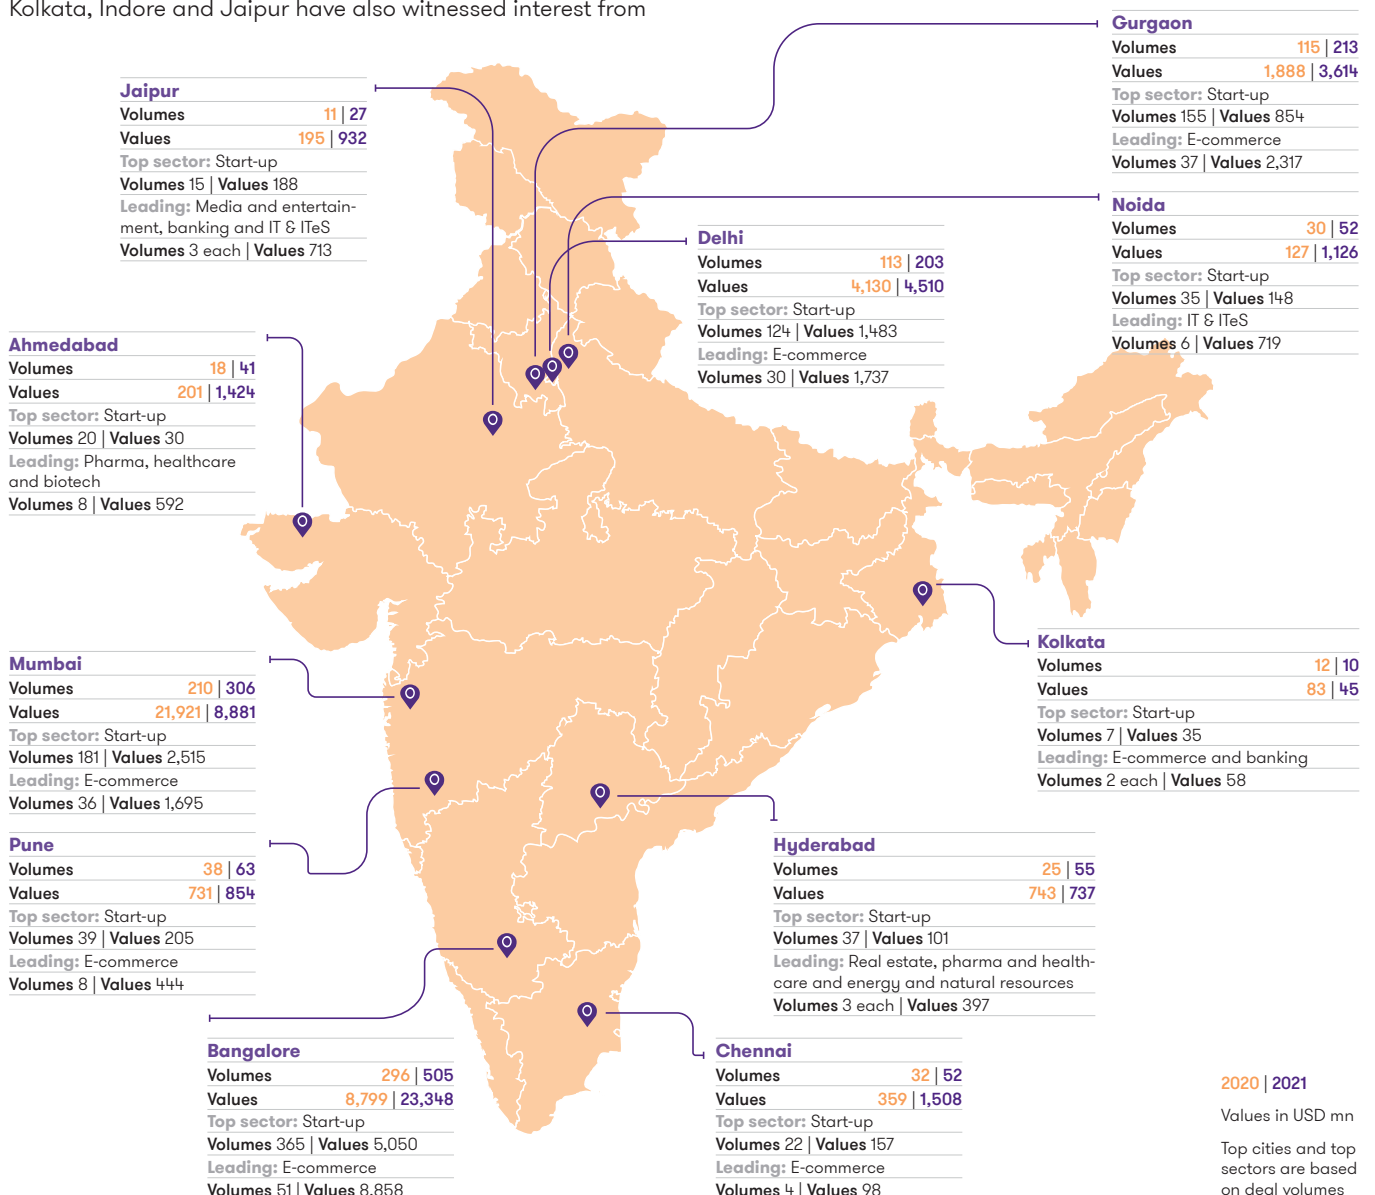 Kolkata, Indore and Jaipur have also witnessed interest from
Gurgaon
Volumes 115 | 213
Values 1,888 | 3,614
Top sector: Start-up
Volumes 155 | Values 854
Leading: E-commerce
Volumes 37 | Values 2,317
Jaipur
Volumes 11 | 27
Values 195 | 932
Top sector: Start-up
Volumes 15 | Values 188
Leading: Media and entertain-
ment, banking and IT & ITeS
Volumes 3 each | Values 713
Noida
Volumes 30 | 52
Values 127 | 1,126
Top sector: Start-up
Volumes 35 | Values 148
Leading: IT & ITeS
Volumes 6 | Values 719
Delhi
Volumes 113 | 203
Values 4,130 | 4,510
Top sector: Start-up
Volumes 124 | Values 1,483
Leading: E-commerce
Volumes 30 | Values 1,737
Ahmedabad
Volumes 18 | 41
Values 201 | 1,424
Top sector: Start-up
Volumes 20 | Values 30
Leading: Pharma, healthcare
and biotech
Volumes 8 | Values 592
Kolkata
Volumes 12 | 10
Values 83 | 45
Top sector: Start-up
Volumes 7 | Values 35
Leading: E-commerce and banking
Volumes 2 each | Values 58
Mumbai
Volumes 210 | 306
Values 21,921 | 8,881
Top sector: Start-up
Volumes 181 | Values 2,515
Leading: E-commerce
Volumes 36 | Values 1,695
Pune
Volumes 38 | 63
Values 731 | 854
Top sector: Start-up
Volumes 39 | Values 205
Leading: E-commerce
Volumes 8 | Values 444
Hyderabad
Volumes 25 | 55
Values 743 | 737
Top sector: Start-up
Volumes 37 | Values 101
Leading: Real estate, pharma and health-
care and energy and natural resources
Volumes 3 each | Values 397
Bangalore
Volumes 296 | 505
Values 8,799 | 23,348
Top sector: Start-up
Volumes 365 | Values 5,050
Leading: E-commerce
Volumes 51 | Values 8,858
Chennai
Volumes 32 | 52
Values 359 | 1,508
Top sector: Start-up
Volumes 22 | Values 157
Leading: E-commerce
Volumes 4 | Values 98
2020 | 2021
Values in USD mn
Top cities and top
sectors are based
on deal volumes